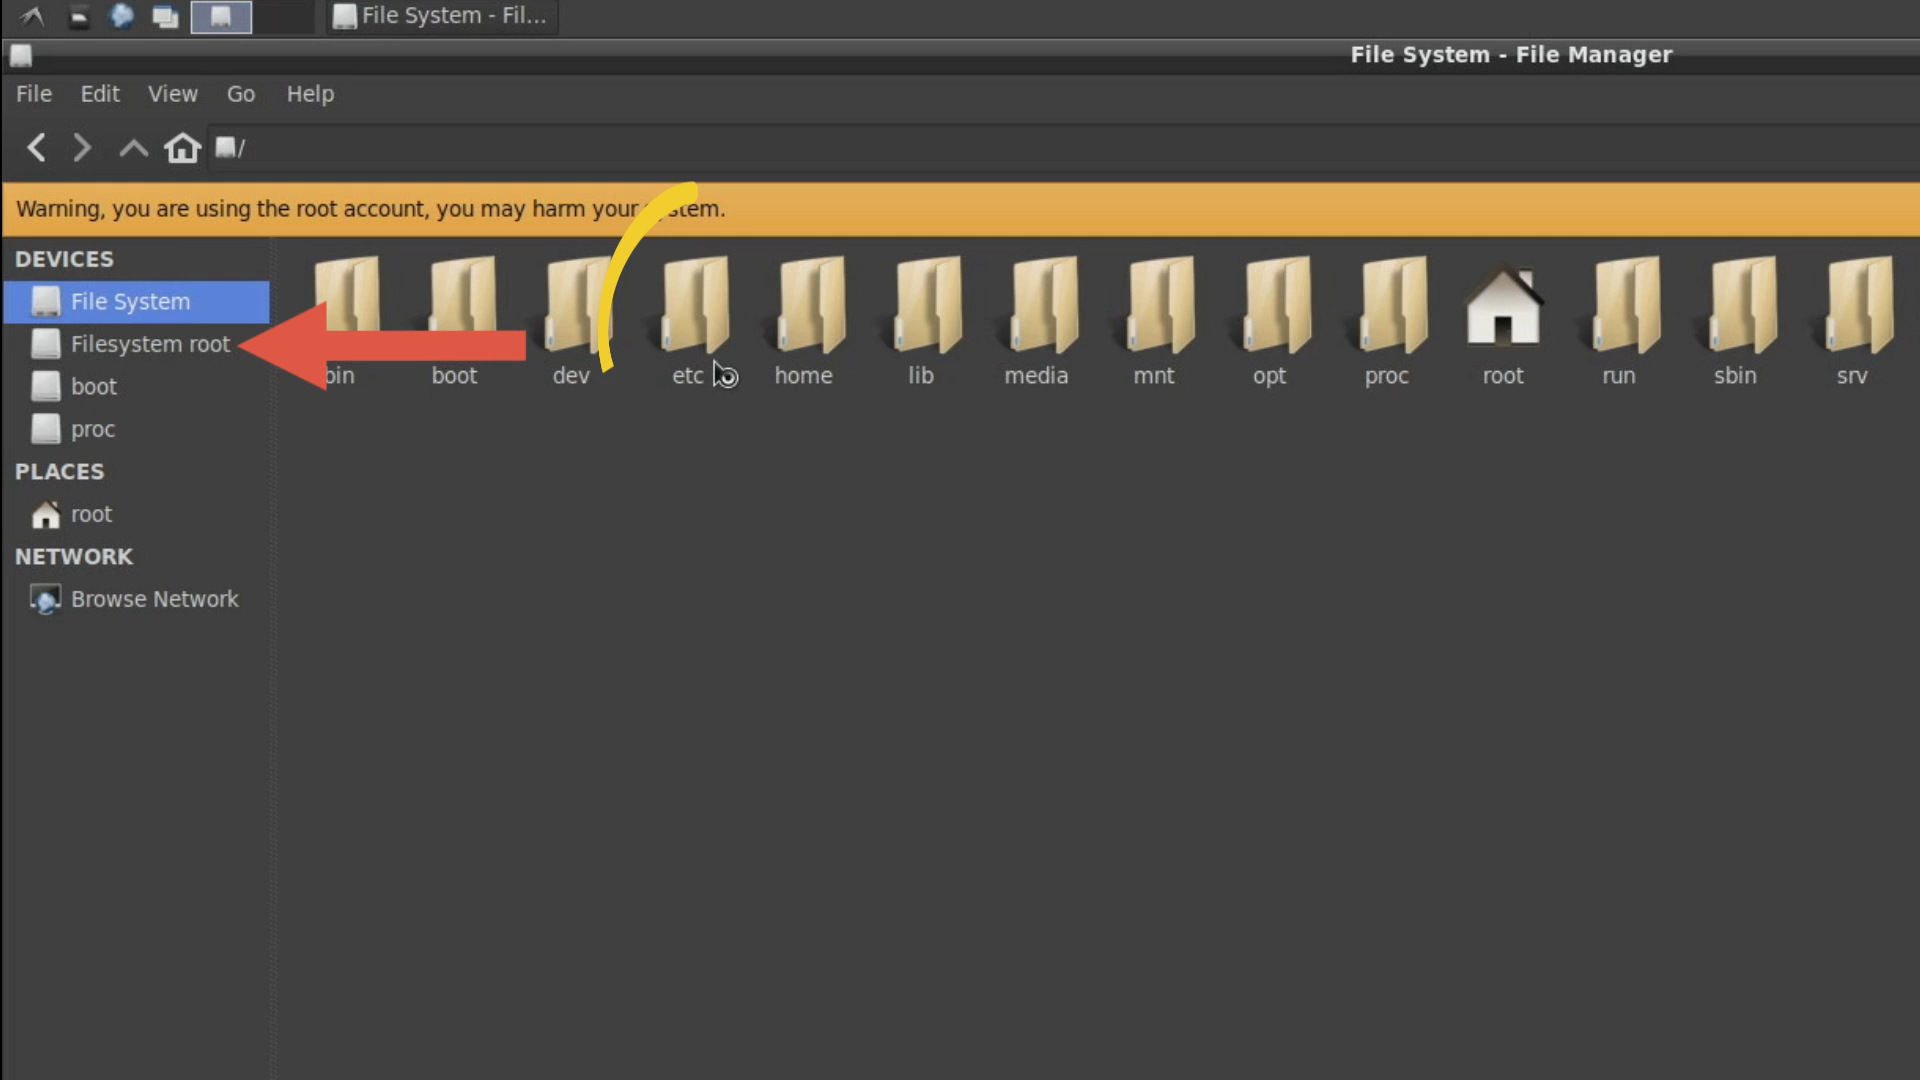 File System - Fil...
File System - File Manager
File Edit View Go Help
/
Warning, you are using the root account, you may harm your system.
DEVICES
File System
Filesystem root
boot
proc
PLACES
root
NETWORK
Browse Network
bin boot dev etc home lib media mnt opt proc root run sbin srv